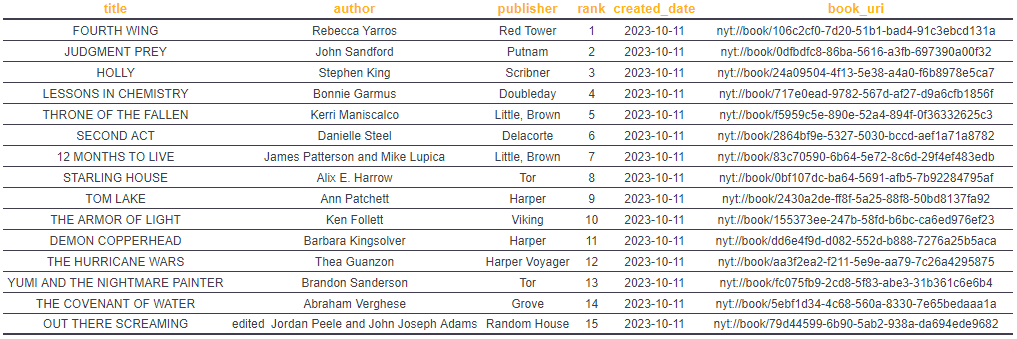 title author publisher rank created_date book_uri
FOURTH WING Rebecca Yarros Red Tower 1 2023-10-11 nyt://book/106c2cf0-7d20-51b1-bad4-91c3ebcd131a
JUDGMENT PREY John Sandford Putnam 2 2023-10-11 nyt://book/0dfbdfc8-86ba-5616-a3fb-697390a00f32
HOLLY Stephen King Scribner 3 2023-10-11 nyt://book/24a09504-4f13-5e38-a4a0-f6b8978e5ca7
LESSONS IN CHEMISTRY Bonnie Garmus Doubleday 4 2023-10-11 nyt://book/717e0ead-9782-567d-af27-d9a6cfb1856f
THRONE OF THE FALLEN Kerri Maniscalco Little, Brown 5 2023-10-11 nyt://book/f5959c5e-890e-52a4-894f-0f36332625c3
SECOND ACT Danielle Steel Delacorte 6 2023-10-11 nyt://book/2864bf9e-5327-5030-bccd-aef1a71a8782
12 MONTHS TO LIVE James Patterson and Mike Lupica Little, Brown 7 2023-10-11 nyt://book/83c70590-6b64-5e72-8c6d-29f4ef483edb
STARLING HOUSE Alix E. Harrow Tor 8 2023-10-11 nyt://book/0bf107dc-ba64-5691-afb5-7b92284795af
TOM LAKE Ann Patchett Harper 9 2023-10-11 nyt://book/2430a2de-ff8f-5a25-88f8-50bd8137fa92
THE ARMOR OF LIGHT Ken Follett Viking 10 2023-10-11 nyt://book/155373ee-247b-58fd-b6bc-ca6ed976ef23
DEMON COPPERHEAD Barbara Kingsolver Harper 11 2023-10-11 nyt://book/dd6e4f9d-d082-552d-b888-7276a25b5aca
THE HURRICANE WARS Thea Guanzon Harper Voyager 12 2023-10-11 nyt://book/aa3f2ea2-f211-5e9e-aa79-7c26a4295875
YUMI AND THE NIGHTMARE PAINTER Brandon Sanderson Tor 13 2023-10-11 nyt://book/fc075fb9-2cd8-5f83-abe3-31b361c6e6b4
THE COVENANT OF WATER Abraham Verghese Grove 14 2023-10-11 nyt://book/5ebf1d34-4c68-560a-8330-7e65bedaaa1a
OUT THERE SCREAMING edited Jordan Peele and John Joseph Adams Random House 15 2023-10-11 nyt://book/79d44599-6b90-5ab2-938a-da694ede9682